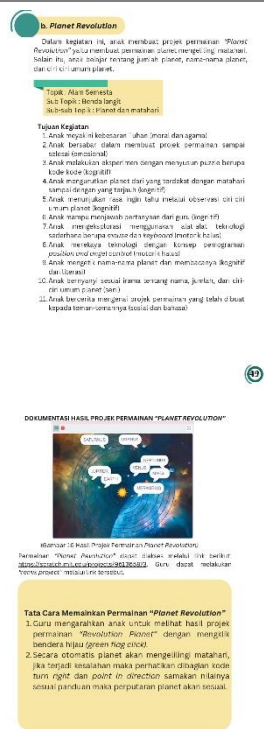 b. Planet Revolution
Dalam kegiatan ini, anak membuat projek permainan "Planet
Revolution" yaitu membuat permainan planet mengelilingi matahari.
Selain itu, anak belajar tentang jumlah planet, nama-nama planet,
dan ciri ciri umum planet.
Topik : Alam Semesta
Sub Topik : Benda langit
Sub-sub Topik : Planet dan matahari
Tujuan Kegiatan
1. Anak meyakini kebesaran Tuhan (moral dan agama)
2. Anak bersabar dalam membuat projek permainan sampai
selesai (emosional)
3. Anak melakukan eksperimen dengan menyusun puzzle berupa
kode kode (kognitif)
4. Anak mengurutkan planet dari yang terdekat dengan matahari
sampai dengan yang terjauh (kognitif)
5. Anak menunjukan rasa ingin tahu melalui observasi ciri ciri
umum planet (kognitif)
6. Anak mampu menjawab pertanyaan dari guru (kognitif)
7. Anak mengeksplorasi menggunakan alat alat teknologi
sederhana berupa mouse dan keyboard (motorik halus)
8. Anak merekayasa teknologi dengan konsep pemrograman
position and angel control (motorik halus)
9. Anak mengetik nama-nama planet dan membacanya (kognitif
dan literasi)
10. Anak bernyanyi sesuai irama tentang nama, jumlah, dan ciri-
ciri umum planet (seni)
11. Anak bercerita mengenai projek permainan yang telah dibuat
kepada teman-temannya (sosial dan bahasa)
49
DOKUMENTASI HASIL PROJEK PERMAINAN "PLANET REVOLUTION"
SATURNUS
URANUS
NEPTUNUS
JUPITER
VENUS
MARS
EARTH
MERKURIUS
(Gambar 10 Hasil Projek Permainan Planet Revolution)
Permainan "Planet Revolution" dapat diakses melalui link berikut
Guru dapat melakukan
"remix project" melalui link tersebut.
Tata Cara Memainkan Permainan "Planet Revolution"
1. Guru mengarahkan anak untuk melihat hasil projek
permainan "Revolution Planet" dengan mengklik
bendera hijau (green flag click).
2. Secara otomatis planet akan mengelilingi matahari,
jika terjadi kesalahan maka perhatikan dibagian kode
turn right dan point in direction samakan nilainya
sesuai panduan maka perputaran planet akan sesuai.